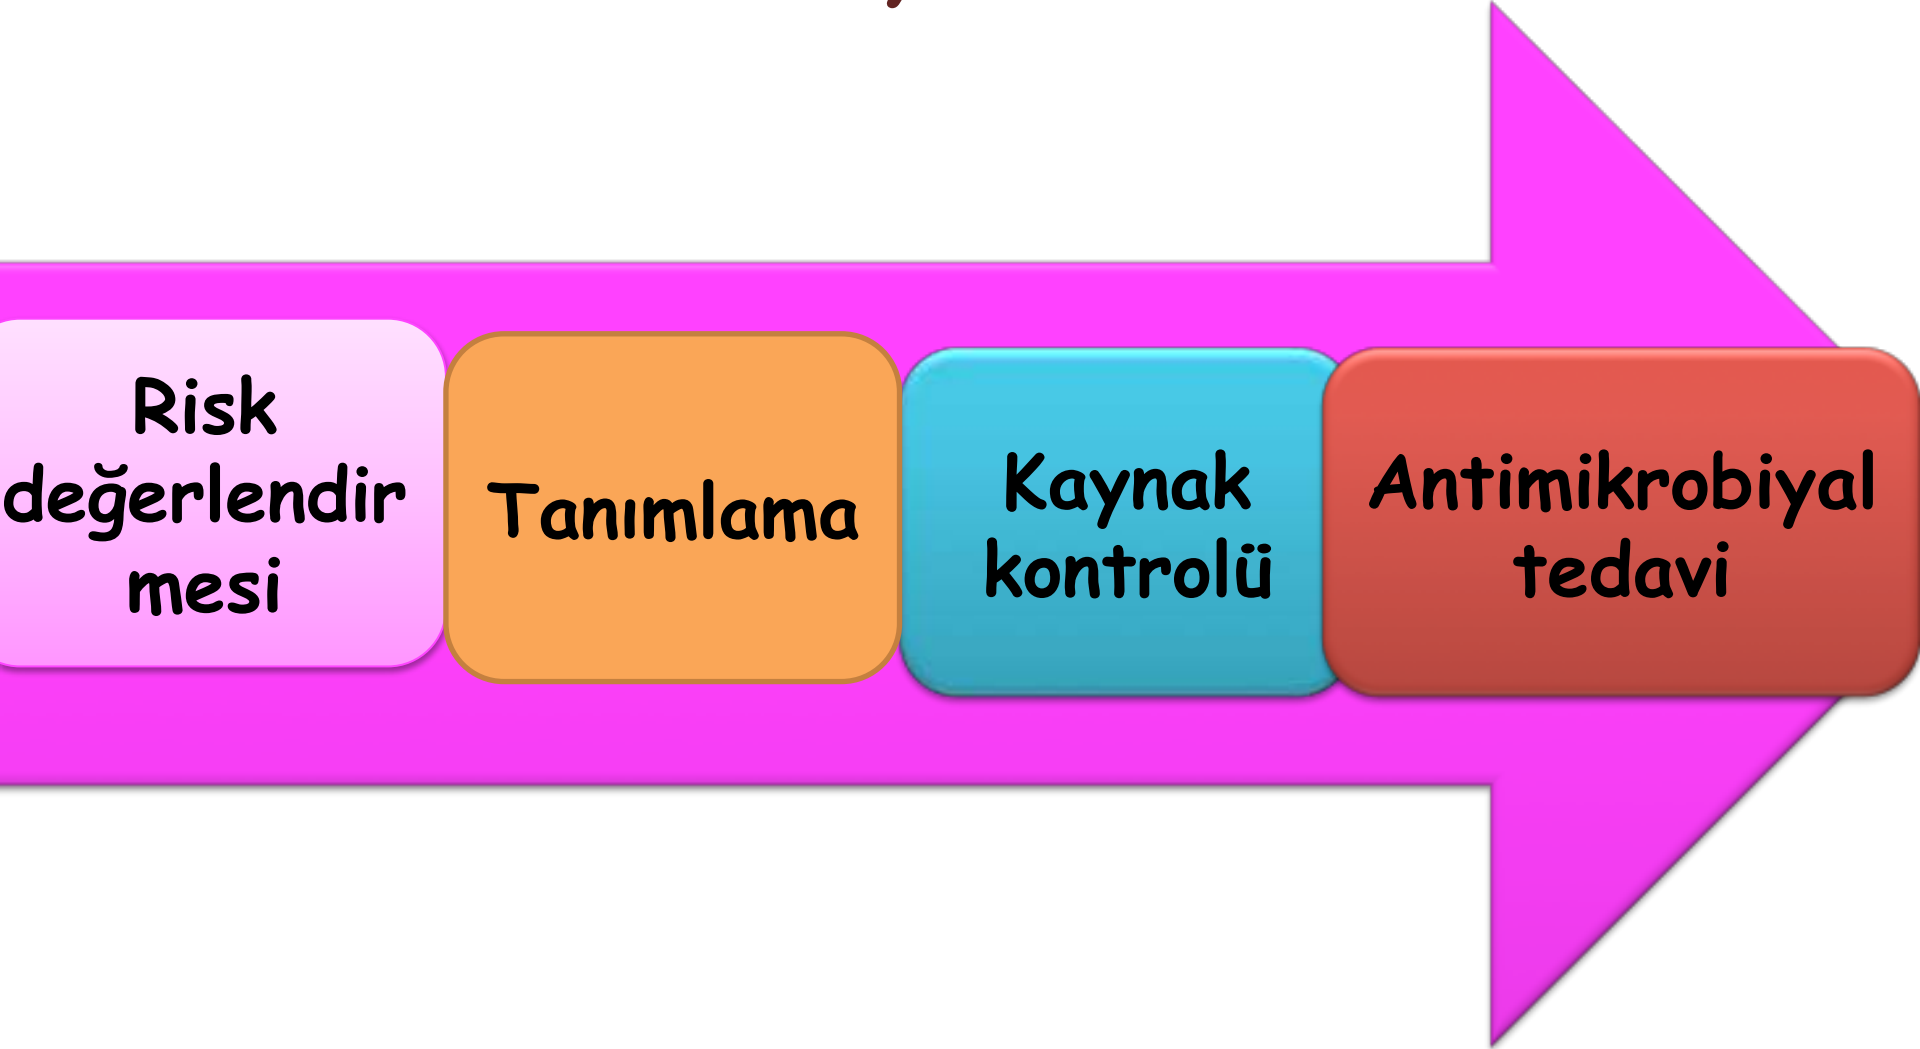 Risk
değerlendir
mesi
Tanımlama
Kaynak
kontrolü
Antimikrobiyal
tedavi